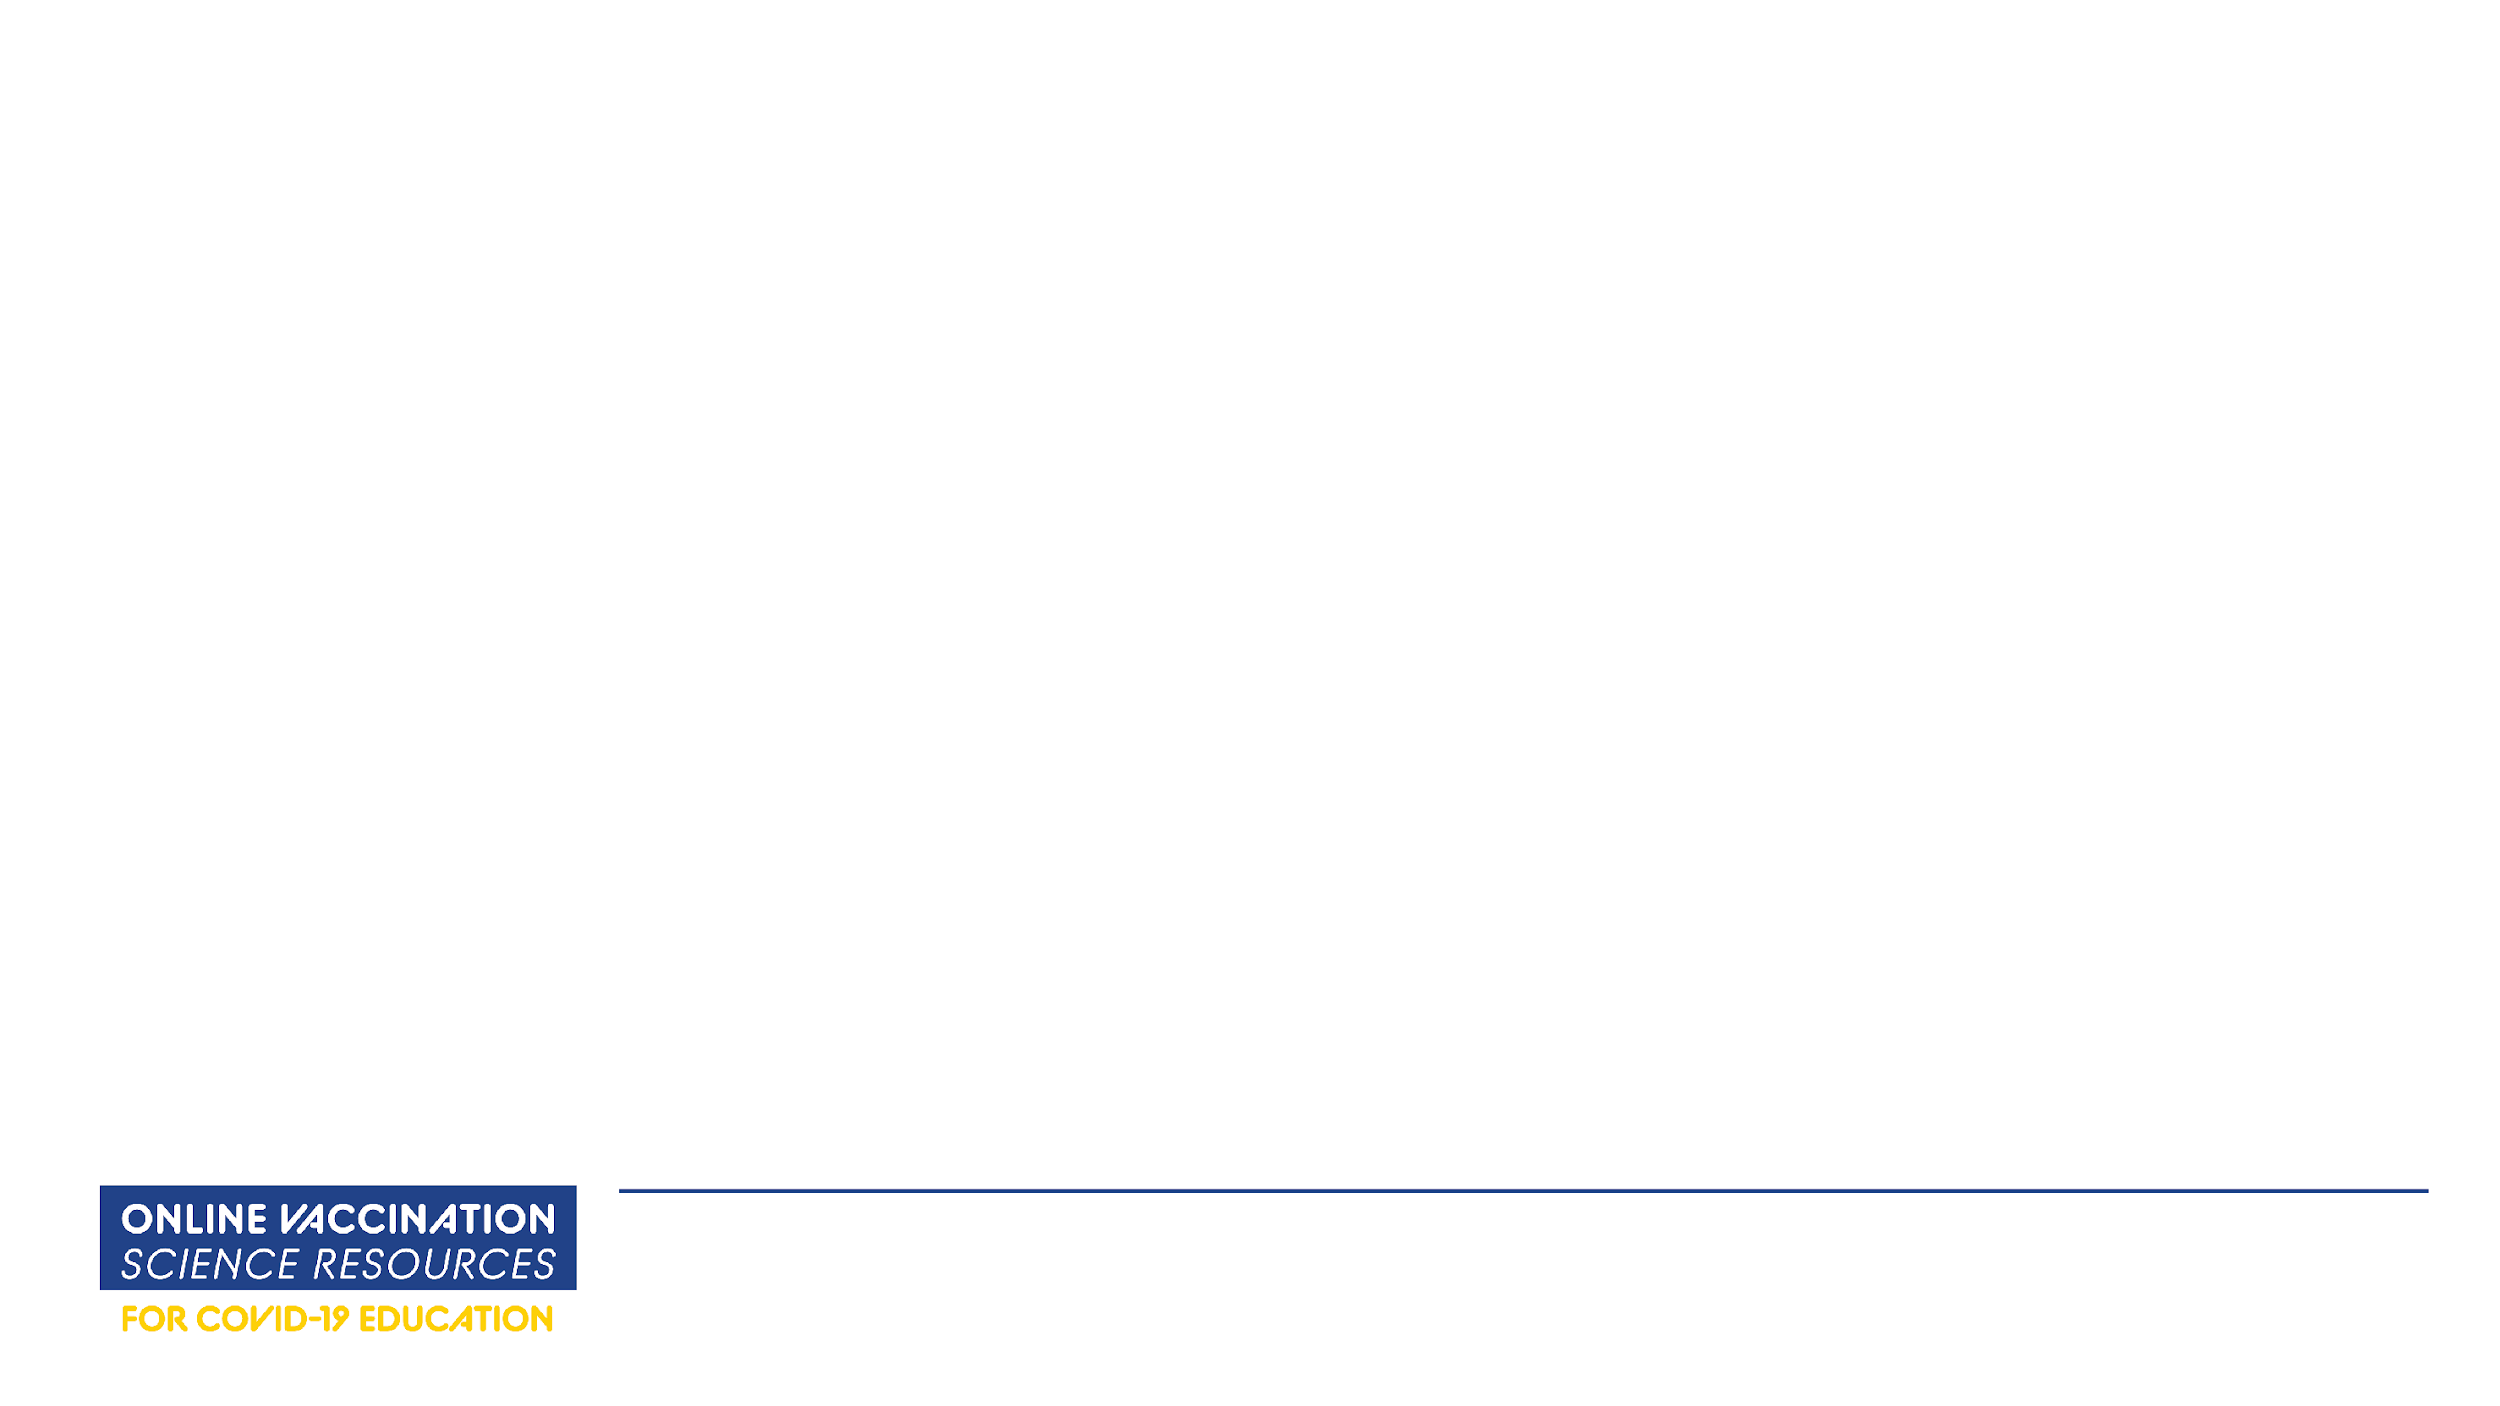 ONLINE VACCINATION
SCIENCE RESOURCES
FOR COVID-19 EDUCATION